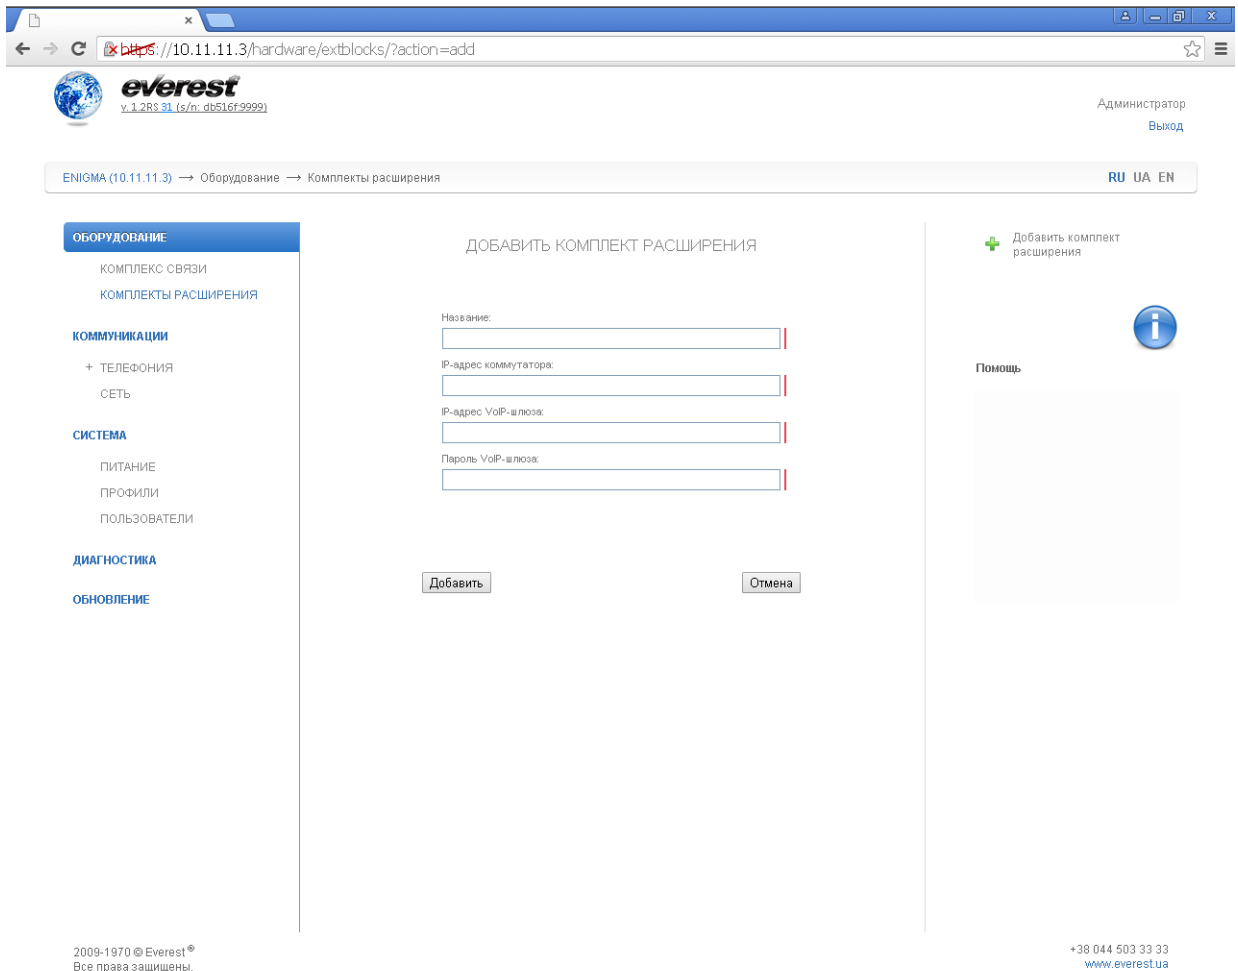 https://10.11.11.3/hardware/extblocks/?action=add
everest
v. 1.2RS 31 (s/n: db516f:9999)
Администратор
Выход
ENIGMA (10.11.11.3) → Оборудование → Комплекты расширения
RU UA EN
ОБОРУДОВАНИЕ
КОМПЛЕКС СВЯЗИ
КОМПЛЕКТЫ РАСШИРЕНИЯ
КОММУНИКАЦИИ
+ ТЕЛЕФОНИЯ
СЕТЬ
СИСТЕМА
ПИТАНИЕ
ПРОФИЛИ
ПОЛЬЗОВАТЕЛИ
ДИАГНОСТИКА
ОБНОВЛЕНИЕ
ДОБАВИТЬ КОМПЛЕКТ РАСШИРЕНИЯ
Название:
IP-адрес коммутатора:
IP-адрес VoIP-шлюза:
Пароль VoIP-шлюза:
Добавить
Отмена
Добавить комплект
расширения
Помощь
2009-1970 © Everest ®
Все права защищены.
+38 044 503 33 33
www.everest.ua